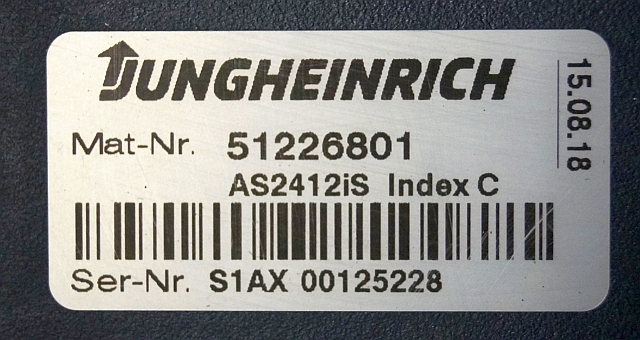 JUNGHEINRICH
15.08.18
Mat-Nr. 51226801
AS2412iS Index C
Ser-Nr. S1AX 00125228